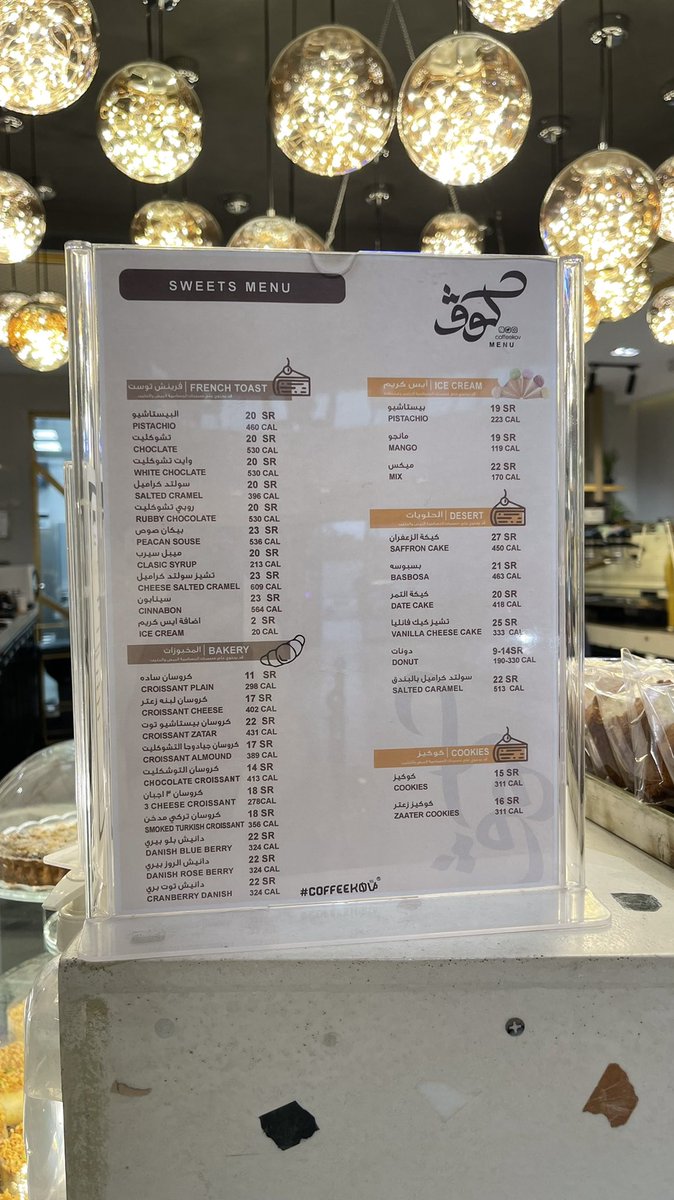 SWEETS MENU
كوڤ
coffeekov
MENU
فرينش توست | FRENCH TOAST
البيستاشيو 20 SR
PISTACHIO 460 CAL
تشوكليت 20 SR
CHOCLATE 530 CAL
وايت تشوكليت 20 SR
WHITE CHOCLATE 530 CAL
سولتد كراميل 20 SR
SALTED CRAMEL 396 CAL
روبي تشوكليت 20 SR
RUBBY CHOCOLATE 530 CAL
بيكان صوص 23 SR
PEACAN SOUSE 536 CAL
ميبل سيرب 20 SR
CLASIC SYRUP 213 CAL
تشيز سولتد كراميل 23 SR
CHEESE SALTED CRAMEL 609 CAL
سينابون 23 SR
CINNABON 564 CAL
اضافة ايس كريم 2 SR
ICE CREAM 20 CAL
المخبوزات | BAKERY
كروسان ساده 11 SR
CROISSANT PLAIN 298 CAL
كروسان لبنه زعتر 17 SR
CROISSANT CHEESE 402 CAL
كروسان بيستاشيو توت 22 SR
CROISSANT ZATAR 431 CAL
كروسان جياندوجا التشوكليت 17 SR
CROISSANT ALMOUND 389 CAL
كروسان التوشكليت 14 SR
CHOCOLATE CROISSANT 413 CAL
كروسان ٣ اجبان 18 SR
3 CHEESE CROISSANT 278CAL
كروسان تركي مدخن 18 SR
SMOKED TURKISH CROISSANT 356 CAL
دانيش بلو بيري 22 SR
DANISH BLUE BERRY 324 CAL
دانيش الروز بيري 22 SR
DANISH ROSE BERRY 324 CAL
دانيش توت بري 22 SR
CRANBERRY DANISH 324 CAL
ايس كريم | ICE CREAM
بيستاشيو 19 SR
PISTACHIO 223 CAL
مانجو 19 SR
MANGO 119 CAL
ميكس 22 SR
MIX 170 CAL
الحلويات | DESERT
كيكة الزعفران 27 SR
SAFFRON CAKE 450 CAL
بسبوسه 21 SR
BASBOSA 463 CAL
كيكة التمر 20 SR
DATE CAKE 418 CAL
تشيز كيك فانليا 25 SR
VANILLA CHEESE CAKE 333 CAL
دونات 9-14SR
DONUT 190-330 CAL
سولتد كراميل بالبندق 22 SR
SALTED CARAMEL 513 CAL
كوكيز | COOKIES
كوكيز 15 SR
COOKIES 311 CAL
كوكيز زعتر 16 SR
ZAATER COOKIES 311 CAL
#COFFEEKOV